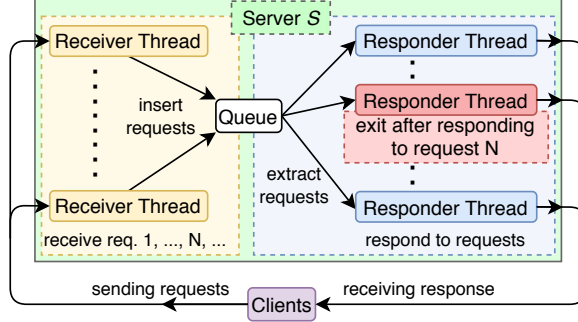 Server S
Receiver Thread
Responder Thread
insert
requests
Queue
Responder Thread
exit after responding
to request N
extract
requests
Receiver Thread
Responder Thread
receive req. 1, ..., N, ...
respond to requests
sending requests
Clients
receiving response